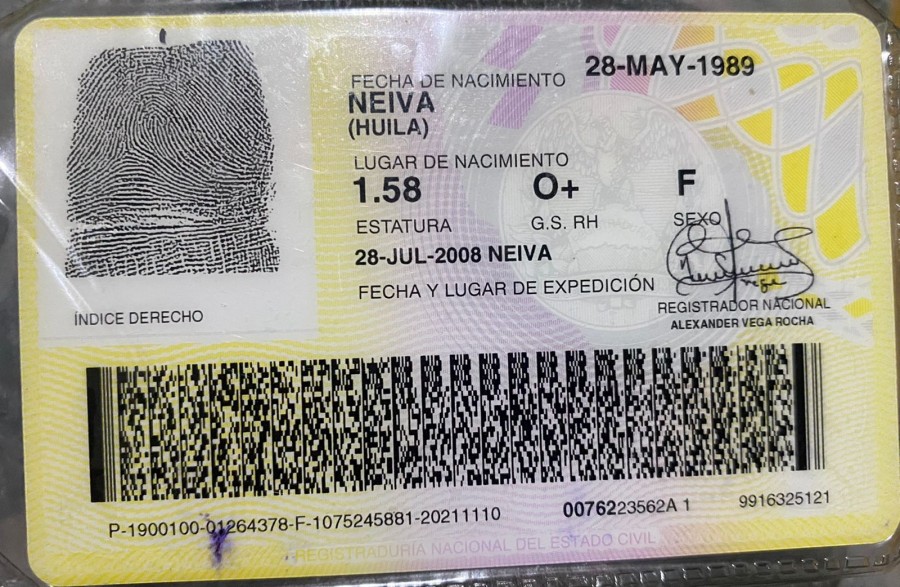 28-MAY-1989
FECHA DE NACIMIENTO
NEIVA
(HUILA)
LUGAR DE NACIMIENTO
1.58 O+ F
ESTATURA G.S. RH SEXO
28-JUL-2008 NEIVA
FECHA Y LUGAR DE EXPEDICIÓN
REGISTRADOR NACIONAL
ALEXANDER VEGA ROCHA
ÍNDICE DERECHO
P-1900100-01264378-F-1075245881-20211110 0076223562A 1 9916325121
REGISTRADURÍA NACIONAL DEL ESTADO CIVIL